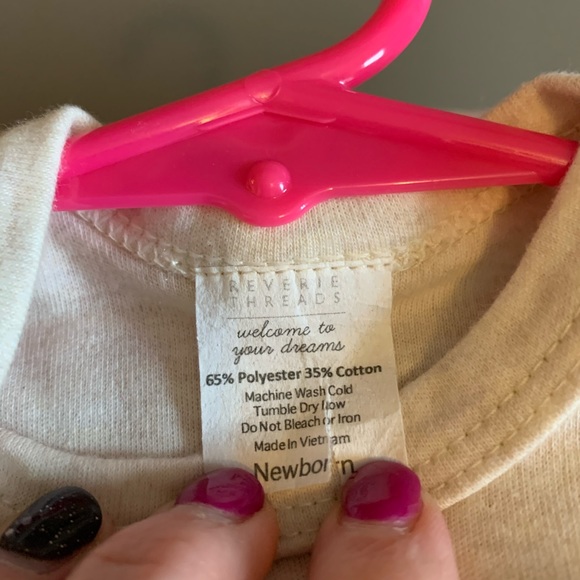 REVERIE
THREADS
welcome to
your dreams
65% Polyester 35% Cotton
Machine Wash Cold
Tumble Dry Low
Do Not Bleach or Iron
Made in Vietnam
Newborn